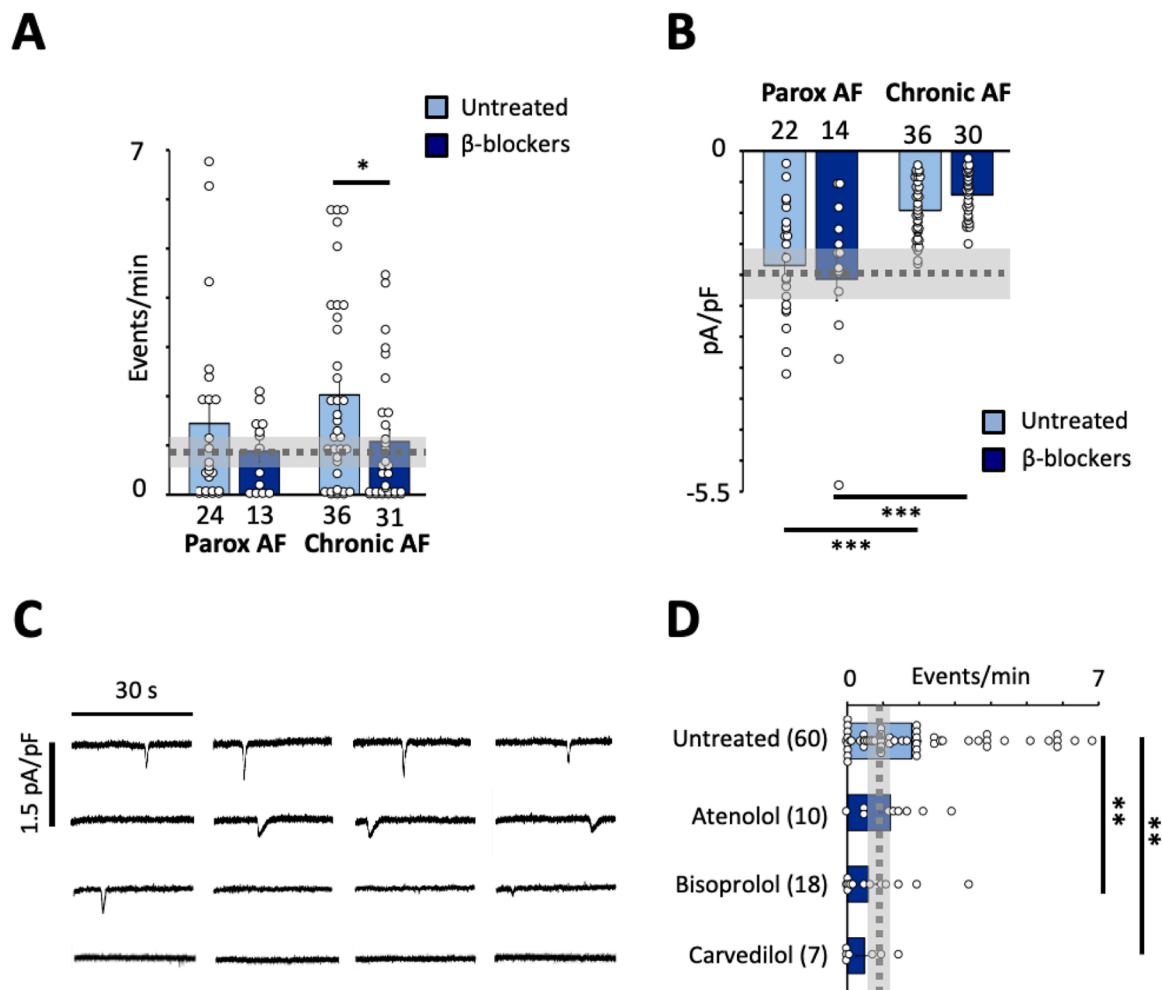 A
Untreated
β-blockers
7
*
Events/min
0
24 13 36 31
Parox AF Chronic AF
B
Parox AF Chronic AF
22 14 36 30
0
pA/pF
Untreated
β-blockers
-5.5
***
***
C
30 s
1.5 pA/pF
D
0 Events/min 7
Untreated (60)
Atenolol (10)
Bisoprolol (18)
Carvedilol (7)
**
**